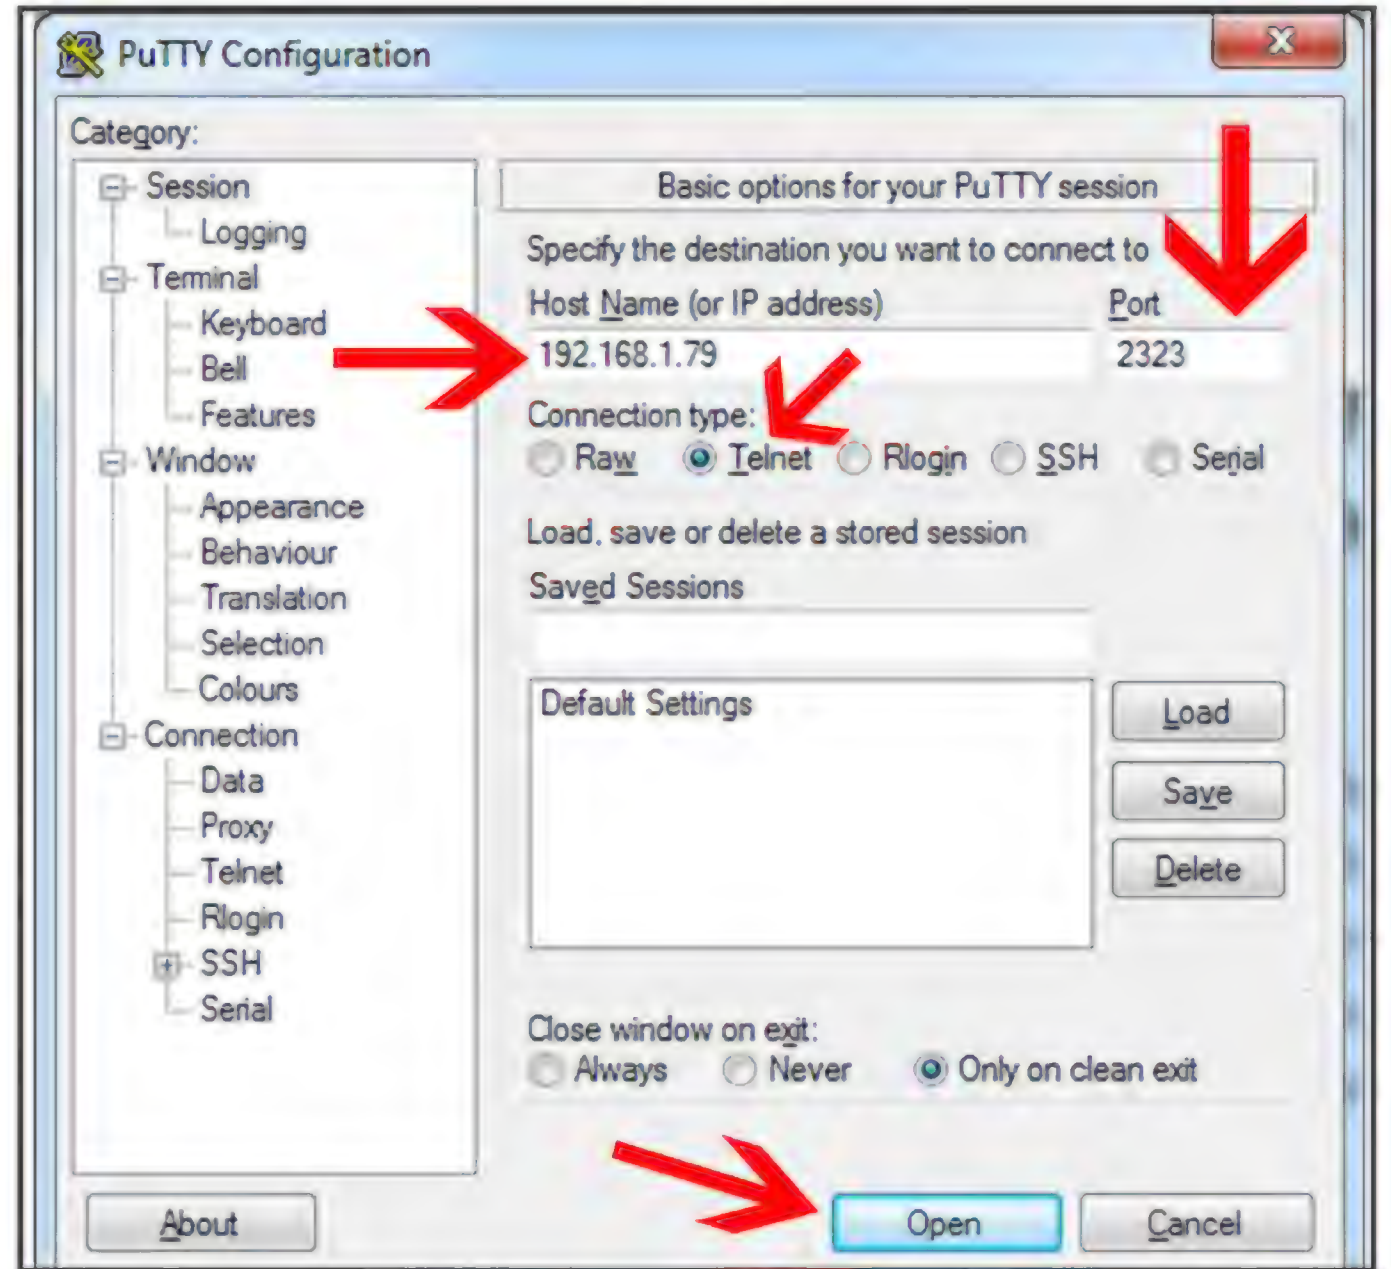 PuTTY Configuration
Category:
Session
Logging
Terminal
Keyboard
Bell
Features
Window
Appearance
Behaviour
Translation
Selection
Colours
Connection
Data
Proxy
Telnet
Rlogin
SSH
Serial
Basic options for your PuTTY session
Specify the destination you want to connect to
Host Name (or IP address) Port
192.168.1.79 2323
Connection type:
Raw Telnet Rlogin SSH Serial
Load, save or delete a stored session
Saved Sessions
Default Settings
Load
Save
Delete
Close window on exit:
Always Never Only on clean exit
About Open Cancel